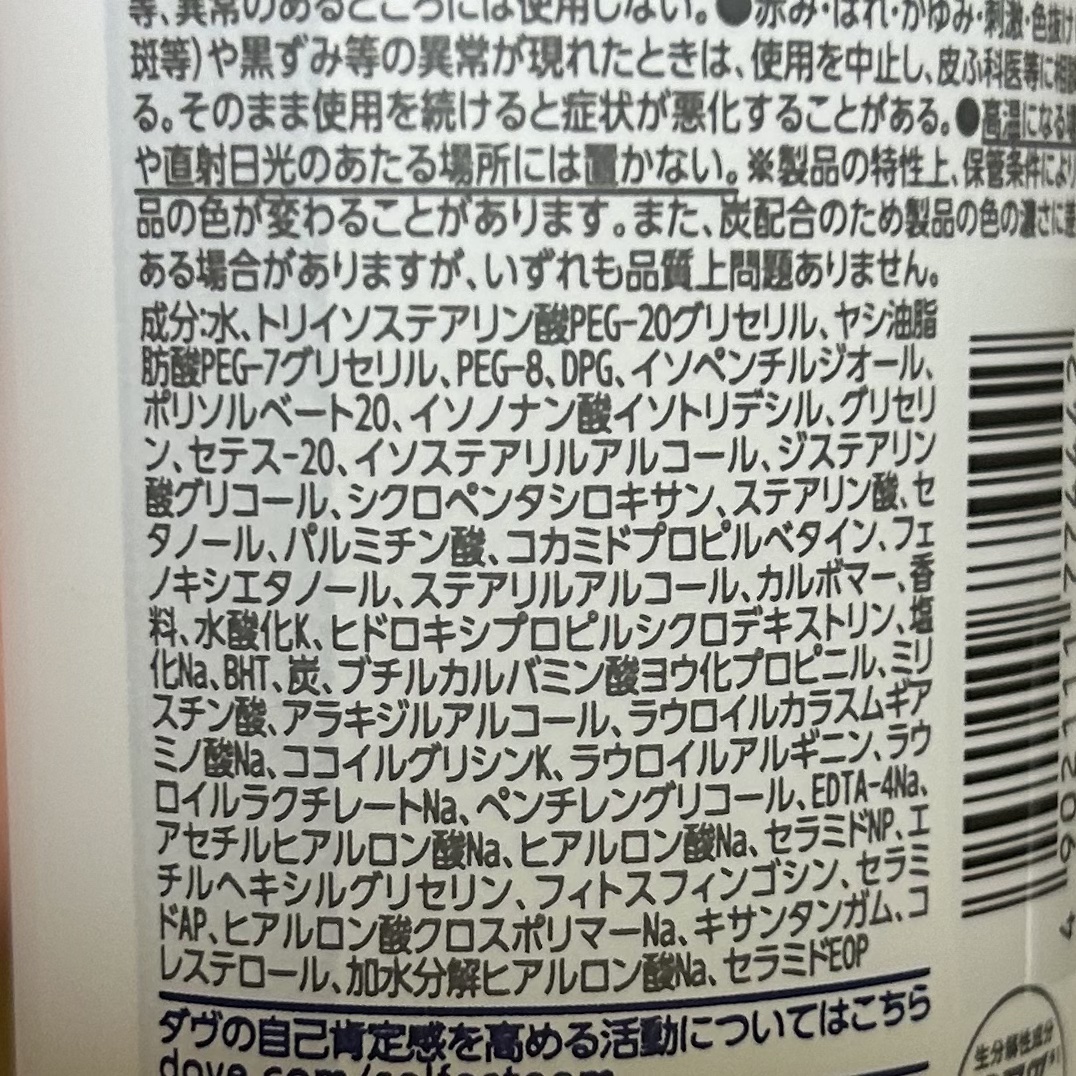 等、異常のあるところには使用しない。●赤み・はれ・かゆみ・刺激・色抜け
斑等)や黒ずみ等の異常が現れたときは、使用を中止し、皮ふ科医等に相談
る。そのまま使用を続けると症状が悪化することがある。●高温になる
や直射日光のあたる場所には置かない。※製品の特性上、保管条件により
品の色が変わることがあります。また、炭配合のため製品の色の濃さに
ある場合がありますが、いずれも品質上問題ありません。
成分:水、トリイソステアリン酸PEG-20グリセリル、ヤシ油脂
肪酸PEG-7グリセリル、PEG-8、DPG、イソペンチルジオール、
ポリソルベート20、イソノナン酸イソトリデシル、グリセリ
ン、セテス-20、イソステアリルアルコール、ジステアリン
酸グリコール、シクロペンタシロキサン、ステアリン酸、セ
タノール、パルミチン酸、コカミドプロピルベタイン、フェ
ノキシエタノール、ステアリルアルコール、カルボマー、香
料、水酸化K、ヒドロキシプロピルシクロデキストリン、塩
化Na、BHT、炭、ブチルカルバミン酸ヨウ化プロピニル、ミリ
スチン酸、アラキジルアルコール、ラウロイルカラスムギア
ミノ酸Na、ココイルグリシンK、ラウロイルアルギニン、ラウ
ロイルラクチレートNa、ペンチレングリコール、EDTA-4Na、
アセチルヒアルロン酸Na、ヒアルロン酸Na、セラミドNP、エ
チルヘキシルグリセリン、フィトスフィンゴシン、セラミ
ドAP、ヒアルロン酸クロスポリマーNa、キサンタンガム、コ
レステロール、加水分解ヒアルロン酸Na、セラミドEOP
ダヴの自己肯定感を高める活動についてはこちら
生分解性成分